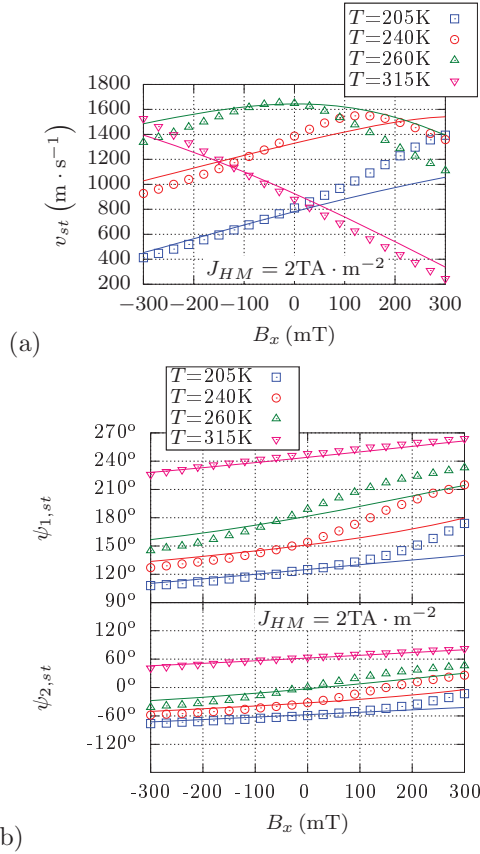 T=205K
T=240K
T=260K
T=315K
1800
1600
1400
1200
1000
800
600
400
200
v_st (m · s⁻¹)
J_HM = 2TA · m⁻²
−300 −200 −100 0 100 200 300
B_x (mT)
(a)
T=205K
T=240K
T=260K
T=315K
270º
240º
210º
180º
150º
120º
90º
ψ_1,st
J_HM = 2TA · m⁻²
120º
60º
0º
-60º
-120º
ψ_2,st
-300 -200 -100 0 100 200 300
B_x (mT)
b)